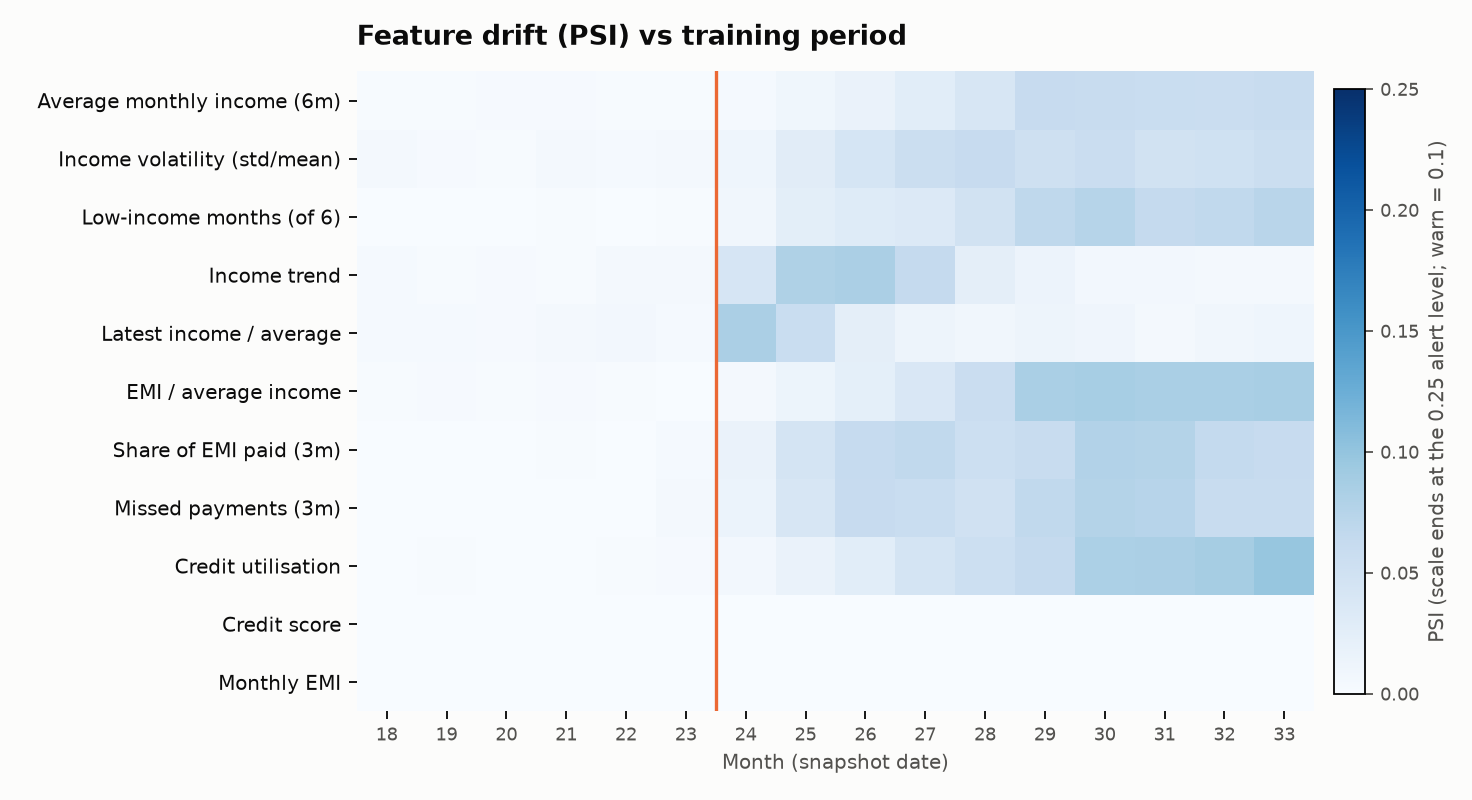 Feature drift (PSI) vs training period
Average monthly income (6m)
Income volatility (std/mean)
Low-income months (of 6)
Income trend
Latest income / average
EMI / average income
Share of EMI paid (3m)
Missed payments (3m)
Credit utilisation
Credit score
Monthly EMI
18 19 20 21 22 23 24 25 26 27 28 29 30 31 32 33
Month (snapshot date)
0.25
0.20
0.15
0.10
0.05
0.00
PSI (scale ends at the 0.25 alert level; warn = 0.1)